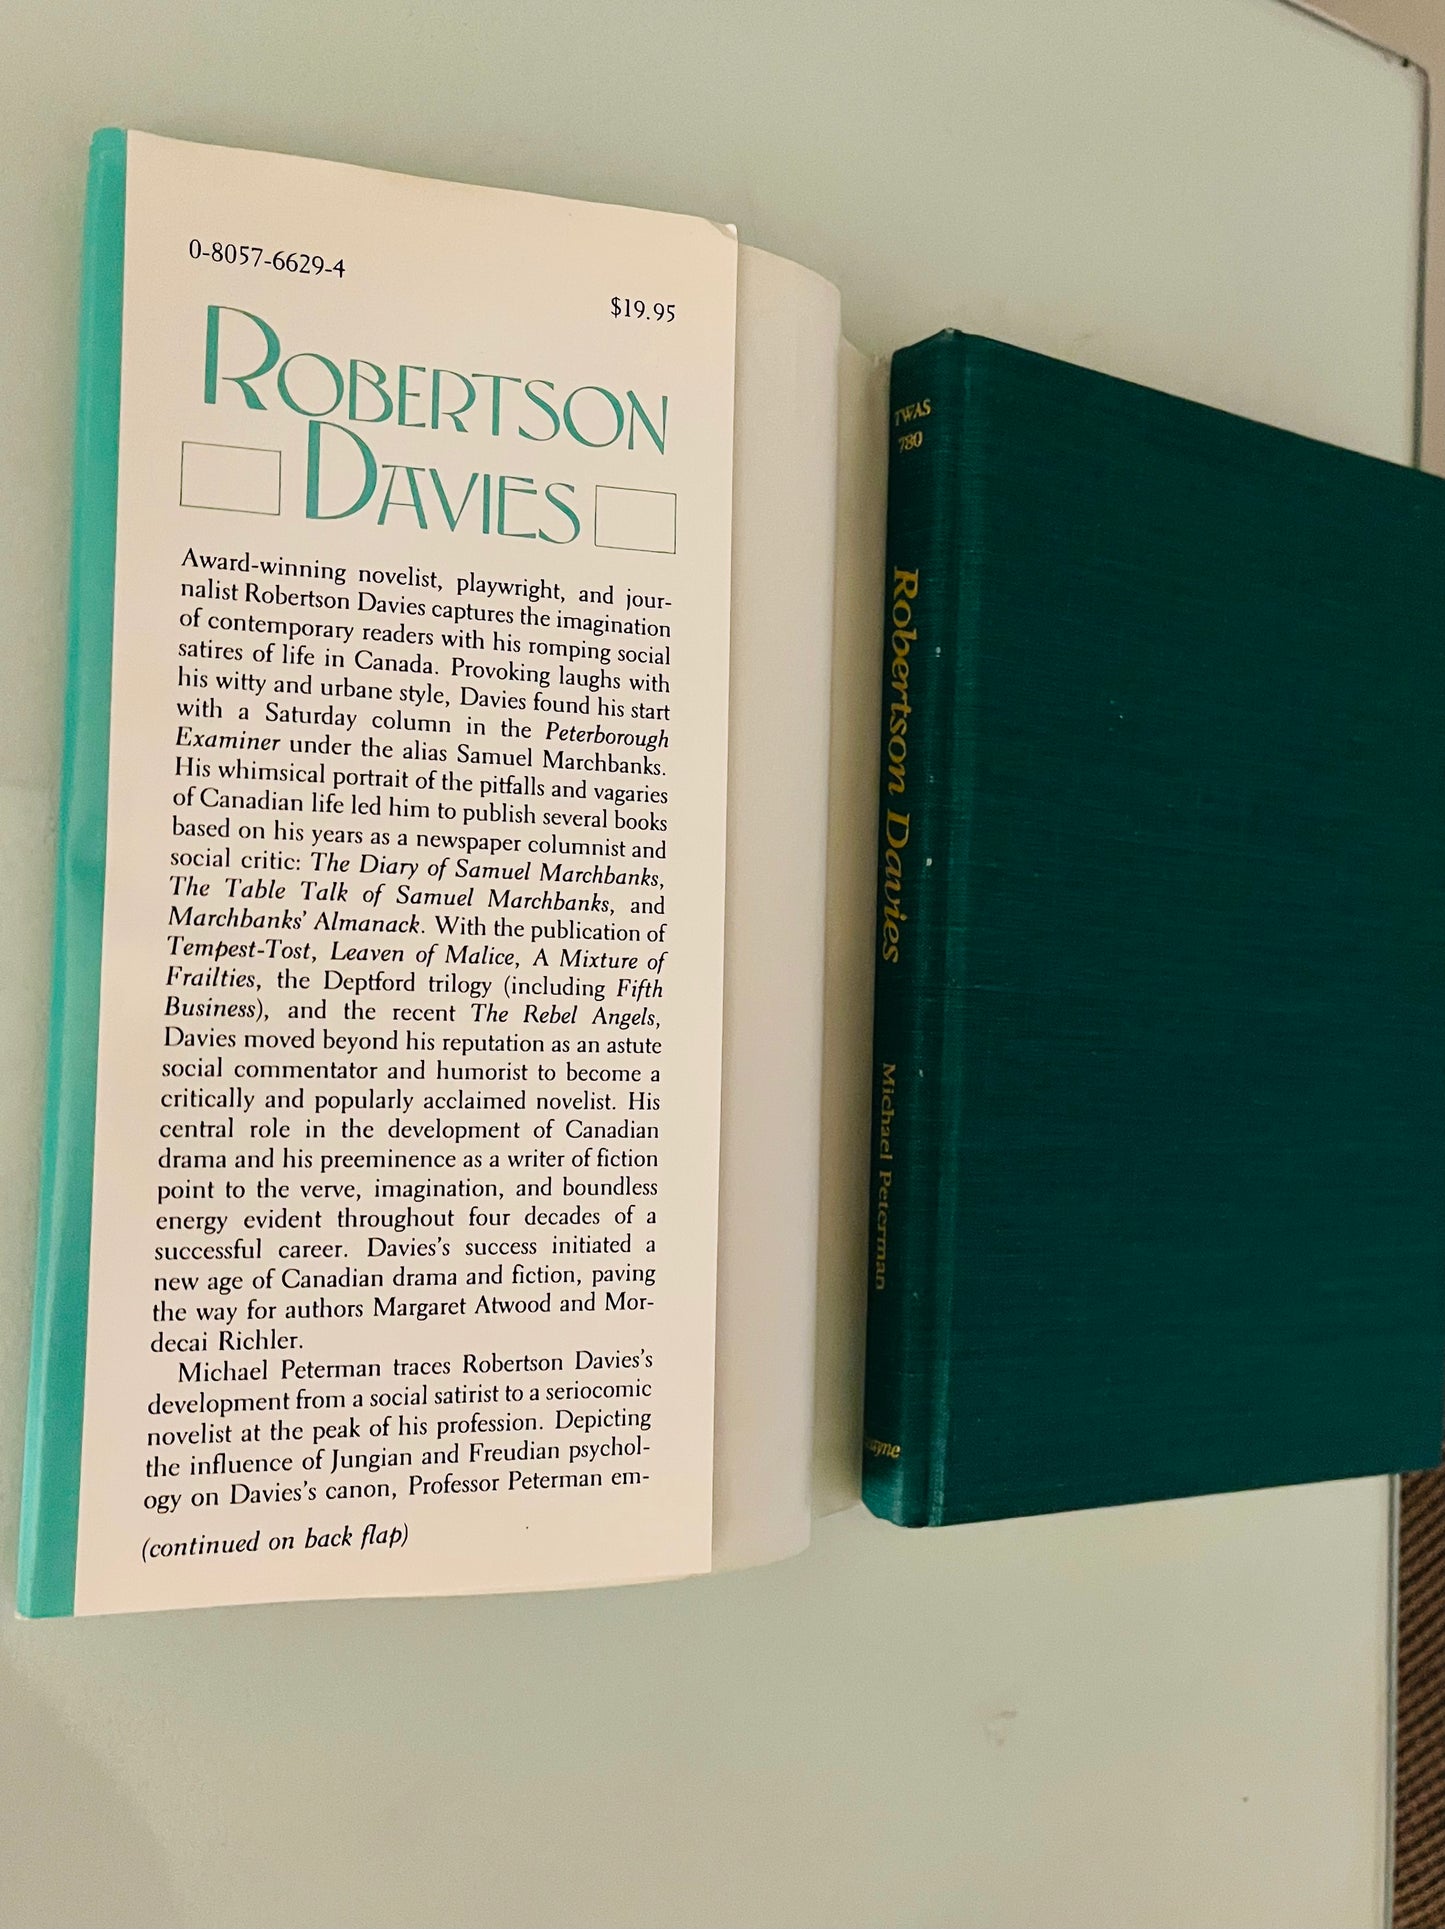 0-8057-6629-4
$19.95
ROBERTSON
DAVIES
Award-winning novelist, playwright, and jour-
nalist Robertson Davies captures the imagination
of contemporary readers with his romping social
satires of life in Canada. Provoking laughs with
his witty and urbane style, Davies found his start
with a Saturday column in the Peterborough
Examiner under the alias Samuel Marchbanks.
His whimsical portrait of the pitfalls and vagaries
of Canadian life led him to publish several books
based on his years as a newspaper columnist and
social critic: The Diary of Samuel Marchbanks,
The Table Talk of Samuel Marchbanks, and
Marchbanks' Almanack. With the publication of
Tempest-Tost, Leaven of Malice, A Mixture of
Frailties, the Deptford trilogy (including Fifth
Business), and the recent The Rebel Angels,
Davies moved beyond his reputation as an astute
social commentator and humorist to become a
critically and popularly acclaimed novelist. His
central role in the development of Canadian
drama and his preeminence as a writer of fiction
point to the verve, imagination, and boundless
energy evident throughout four decades of a
successful career. Davies's success initiated a
new age of Canadian drama and fiction, paving
the way for authors Margaret Atwood and Mor-
decai Richler.
Michael Peterman traces Robertson Davies's
development from a social satirist to a seriocomic
novelist at the peak of his profession. Depicting
the influence of Jungian and Freudian psychol-
ogy on Davies's canon, Professor Peterman em-
(continued on back flap)
TWAS
780
Robertson Davies
Michael Peterman